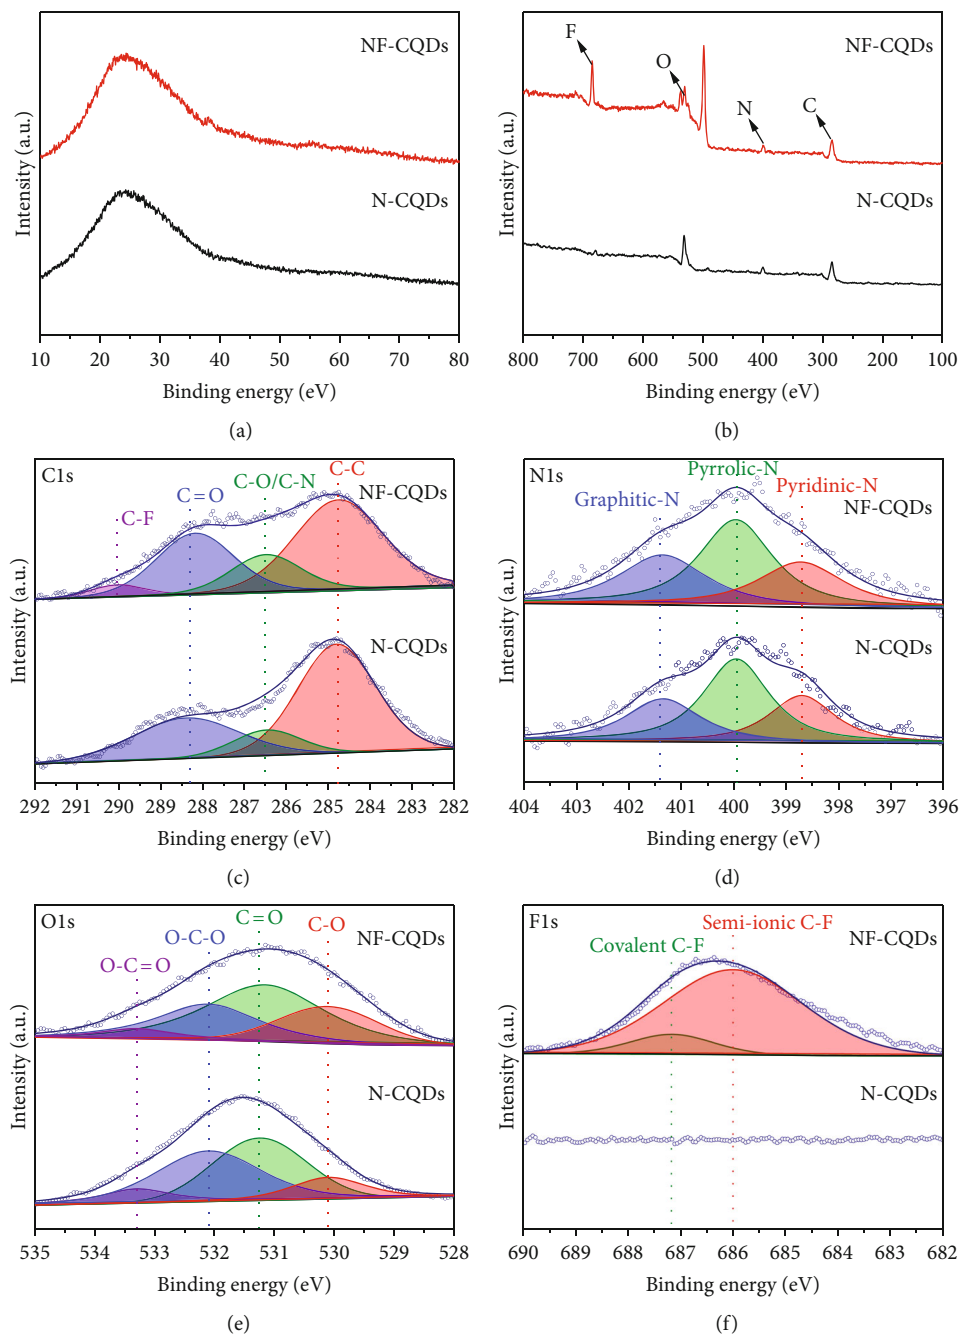 NF-CQDs
N-CQDs
Intensity (a.u.)
10 20 30 40 50 60 70 80
Binding energy (eV)
(a)
F
O
N
C
NF-CQDs
N-CQDs
Intensity (a.u.)
800 700 600 500 400 300 200 100
Binding energy (eV)
(b)
C1s
C-F
C=O
C-O/C-N
C-C
NF-CQDs
N-CQDs
Intensity (a.u.)
292 291 290 289 288 287 286 285 284 283 282
Binding energy (eV)
(c)
N1s
Graphitic-N
Pyrrolic-N
Pyridinic-N
NF-CQDs
N-CQDs
Intensity (a.u.)
404 403 402 401 400 399 398 397 396
Binding energy (eV)
(d)
O1s
O-C=O
O-C-O
C=O
C-O
NF-CQDs
N-CQDs
Intensity (a.u.)
535 534 533 532 531 530 529 528
Binding energy (eV)
(e)
F1s
Covalent C-F
Semi-ionic C-F
NF-CQDs
N-CQDs
Intensity (a.u.)
690 689 688 687 686 685 684 683 682
Binding energy (eV)
(f)